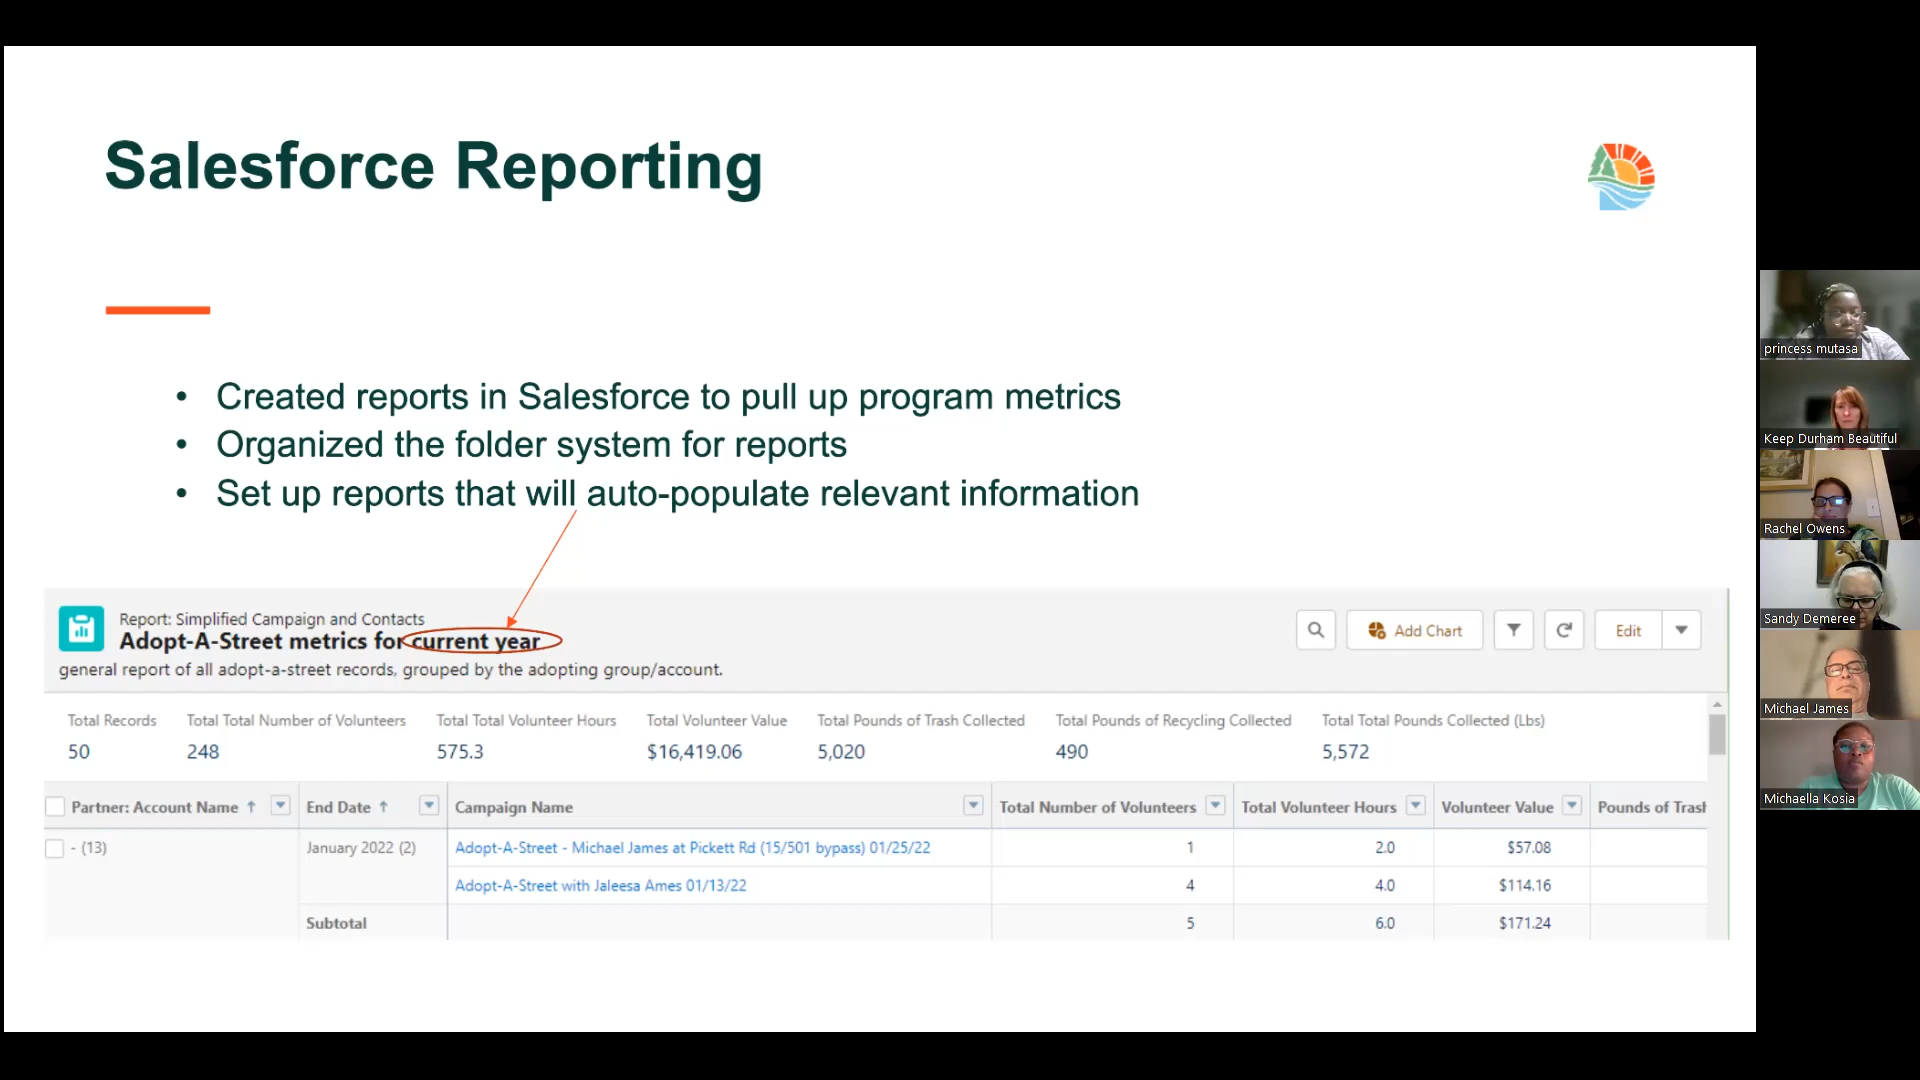 Salesforce Reporting
• Created reports in Salesforce to pull up program metrics
• Organized the folder system for reports
• Set up reports that will auto-populate relevant information
Report: Simplified Campaign and Contacts
Adopt-A-Street metrics for current year
general report of all adopt-a-street records, grouped by the adopting group/account.
Add Chart
Edit
Total Records Total Total Number of Volunteers Total Total Volunteer Hours Total Volunteer Value Total Pounds of Trash Collected Total Pounds of Recycling Collected Total Total Pounds Collected (Lbs)
50 248 575.3 $16,419.06 5,020 490 5,572
Partner: Account Name ↑ End Date ↑ Campaign Name Total Number of Volunteers Total Volunteer Hours Volunteer Value Pounds of Trash
- (13) January 2022 (2) Adopt-A-Street - Michael James at Pickett Rd (15/501 bypass) 01/25/22 1 2.0 $57.08
Adopt-A-Street with Jaleesa Ames 01/13/22 4 4.0 $114.16
Subtotal 5 6.0 $171.24
princess mutasa
Keep Durham Beautiful
Rachel Owens
Sandy Demeree
Michael James
Michaella Kosia